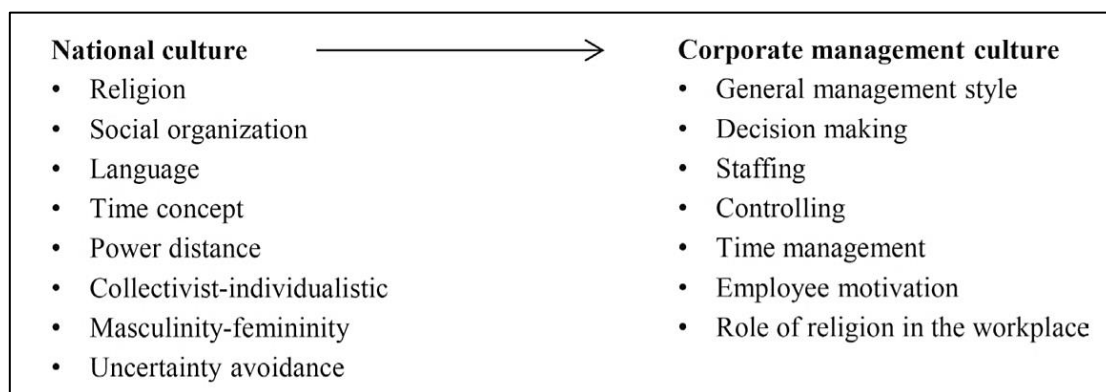 National culture
• Religion
• Social organization
• Language
• Time concept
• Power distance
• Collectivist-individualistic
• Masculinity-femininity
• Uncertainty avoidance
Corporate management culture
• General management style
• Decision making
• Staffing
• Controlling
• Time management
• Employee motivation
• Role of religion in the workplace